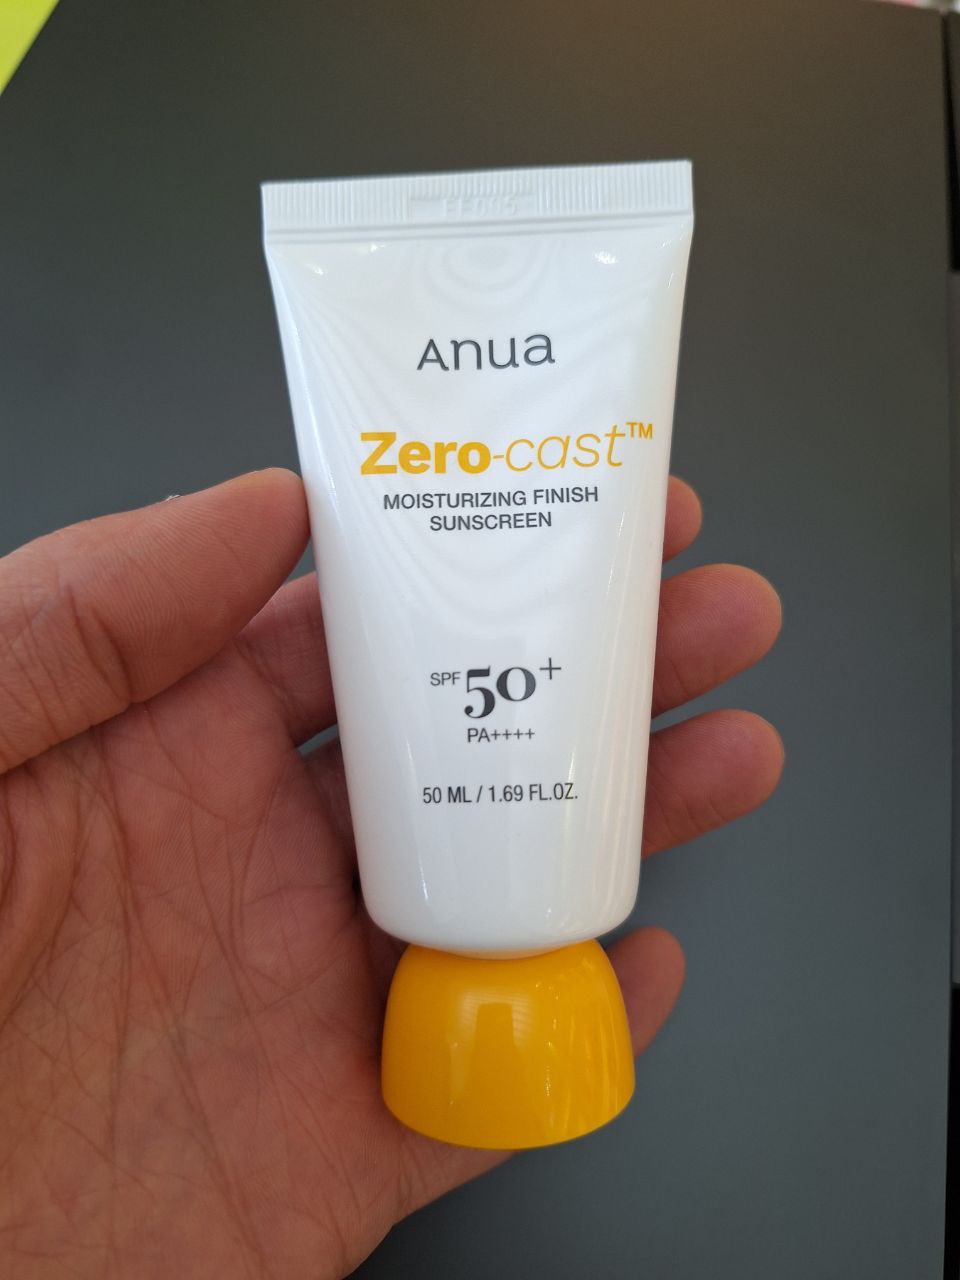 Anua
Zero-cast™
MOISTURIZING FINISH
SUNSCREEN
SPF 50+
PA++++
50 ML / 1.69 FL.OZ.